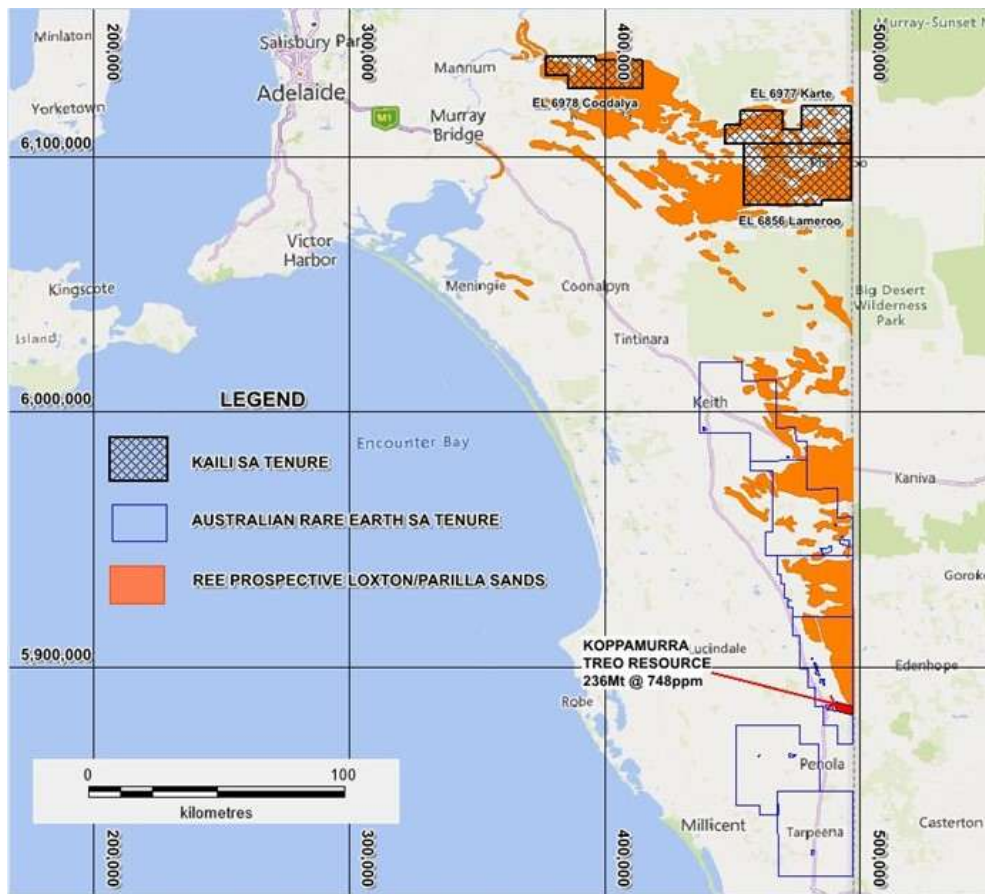 Minlaton
Salisbury Par
Murray-Sunset N
200,000
300,000
400,000
500,000
Mannum
Yorketown
Adelaide
M1
EL 6978 Coodalya
EL 6977 Karte
Murray
Bridge
6,100,000
EL 6856 Lameroo
Victor
Harbor
Kingscote
Meningie
Coonalpyn
Big Desert
Wilderness
Park
Island
Tintinara
6,000,000
LEGEND
Keith
Encounter Bay
KAILI SA TENURE
Kaniva
AUSTRALIAN RARE EARTH SA TENURE
REE PROSPECTIVE LOXTON/PARILLA SANDS
Goroke
KOPPAMURRA
TREO RESOURCE
236Mt @ 748ppm
Lucindale
5,900,000
Edenhope
Robe
0
100
kilometres
Penola
Millicent
Tarpeena
Casterton
200,000
300,000
400,000
500,000